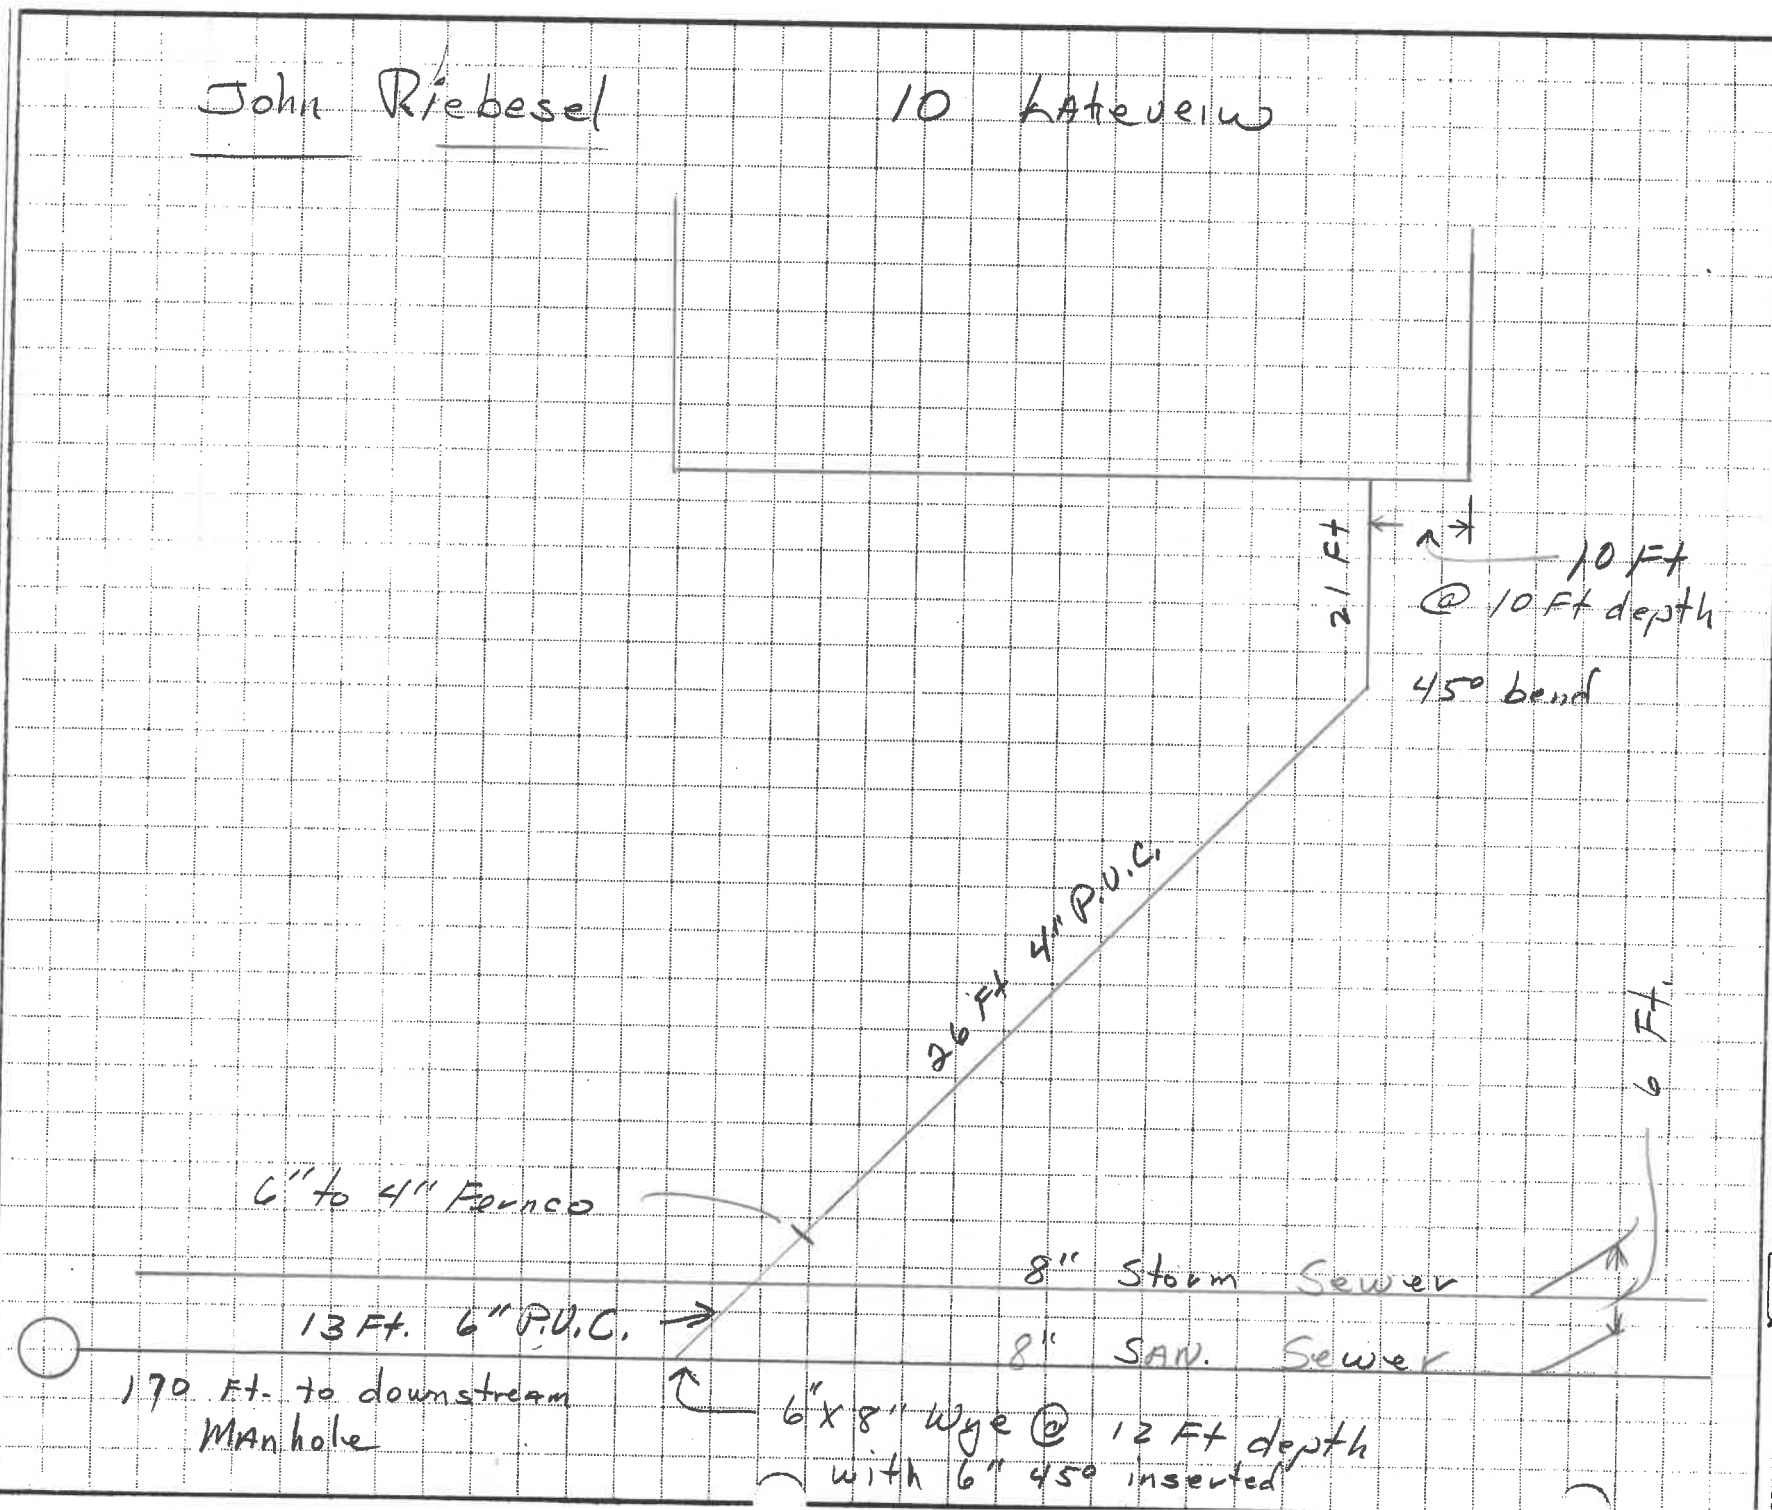 John Riebesel 10 LAkeveiw
21 Ft
10 Ft
@ 10 Ft depth
45° bend
26 Ft 4" P.V.C.
6 Ft.
6" to 4" Fernco
8" Storm Sewer
13 Ft. 6" P.V.C.
8" SAN. Sewer
170 Ft. to downstream
MAnhole
6" X 8" Wye @ 12 Ft depth
with 6" 45° inserted